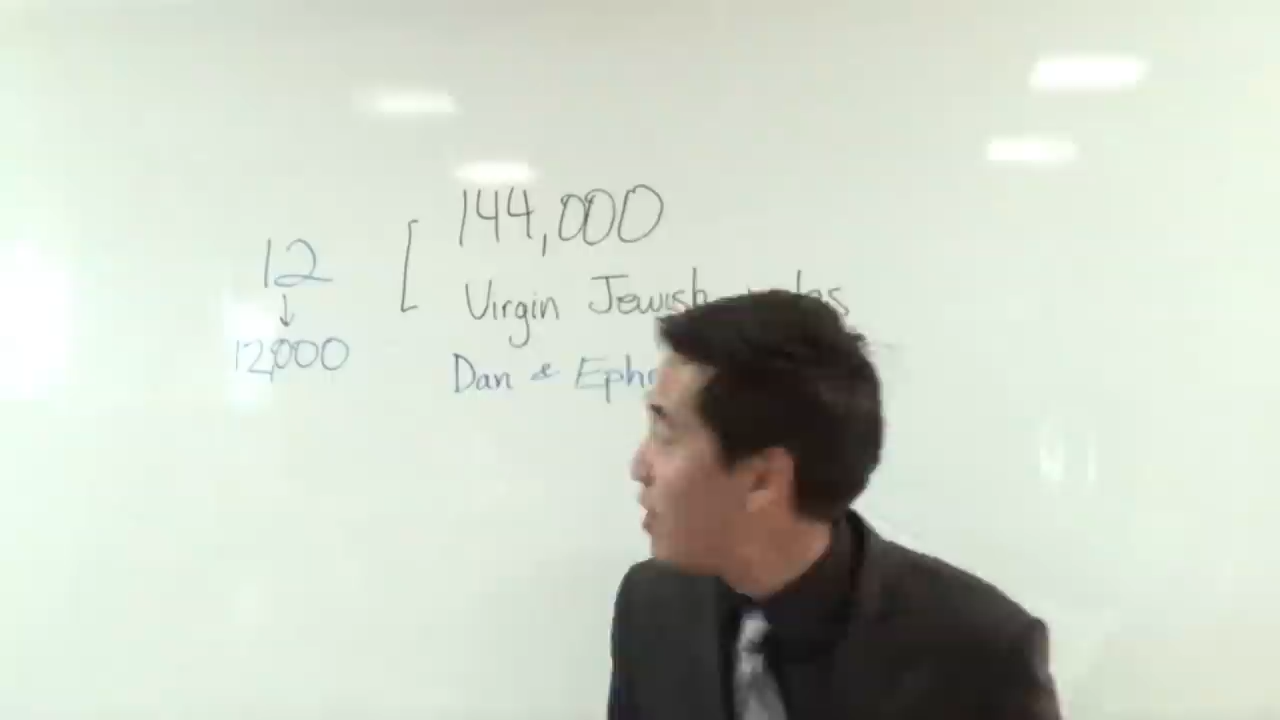 144,000
12
Virgin Jewish
↓
12,000
Dan &